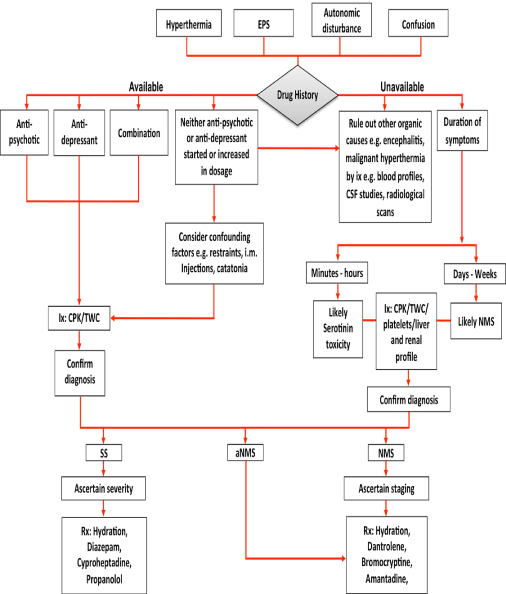 Hyperthermia
EPS
Autonomic
disturbance
Confusion
Drug History
Available
Unavailable
Anti-
psychotic
Anti-
depressant
Combination
Neither anti-psychotic
or anti-depressant
started or increased
in dosage
Rule out other organic
causes e.g. encephalitis,
malignant hyperthermia
by ix e.g. blood profiles,
CSF studies, radiological
scans
Duration of
symptoms
Consider confounding
factors e.g. restraints, i.m.
Injections, catatonia
Minutes - hours
Days - Weeks
Ix: CPK/TWC
Likely
Serotinin
toxicity
Ix: CPK/TWC/
platelets/liver
and renal
profile
Likely NMS
Confirm
diagnosis
Confirm diagnosis
SS
aNMS
NMS
Ascertain severity
Ascertain staging
Rx: Hydration,
Diazepam,
Cyproheptadine,
Propanolol
Rx: Hydration,
Dantrolene,
Bromocryptine,
Amantadine,